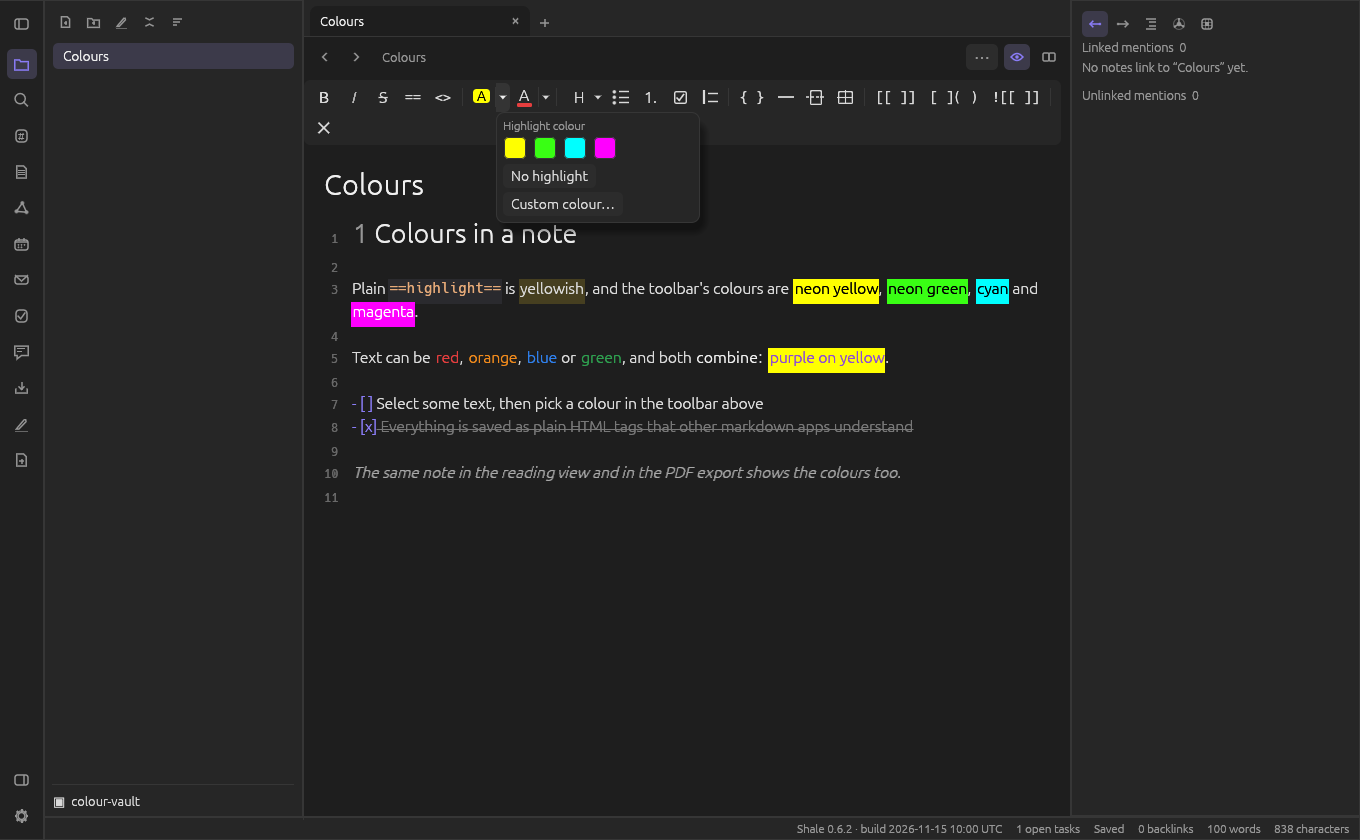 Colours
Colours
Colours
B I S == <> A A H 1. { } [[ ]] [ ]( ) ![[ ]]
Highlight colour
No highlight
Custom colour…
Colours
1 1 Colours in a note
2
3 Plain ==highlight== is yellowish, and the toolbar's colours are neon yellow, neon green, cyan and
magenta.
4
5 Text can be red, orange, blue or green, and both combine: purple on yellow.
6
7 - [ ] Select some text, then pick a colour in the toolbar above
8 - [x] Everything is saved as plain HTML tags that other markdown apps understand
9
10 The same note in the reading view and in the PDF export shows the colours too.
11
Linked mentions 0
No notes link to “Colours” yet.
Unlinked mentions 0
colour-vault
Shale 0.6.2 · build 2026-11-15 10:00 UTC 1 open tasks Saved 0 backlinks 100 words 838 characters